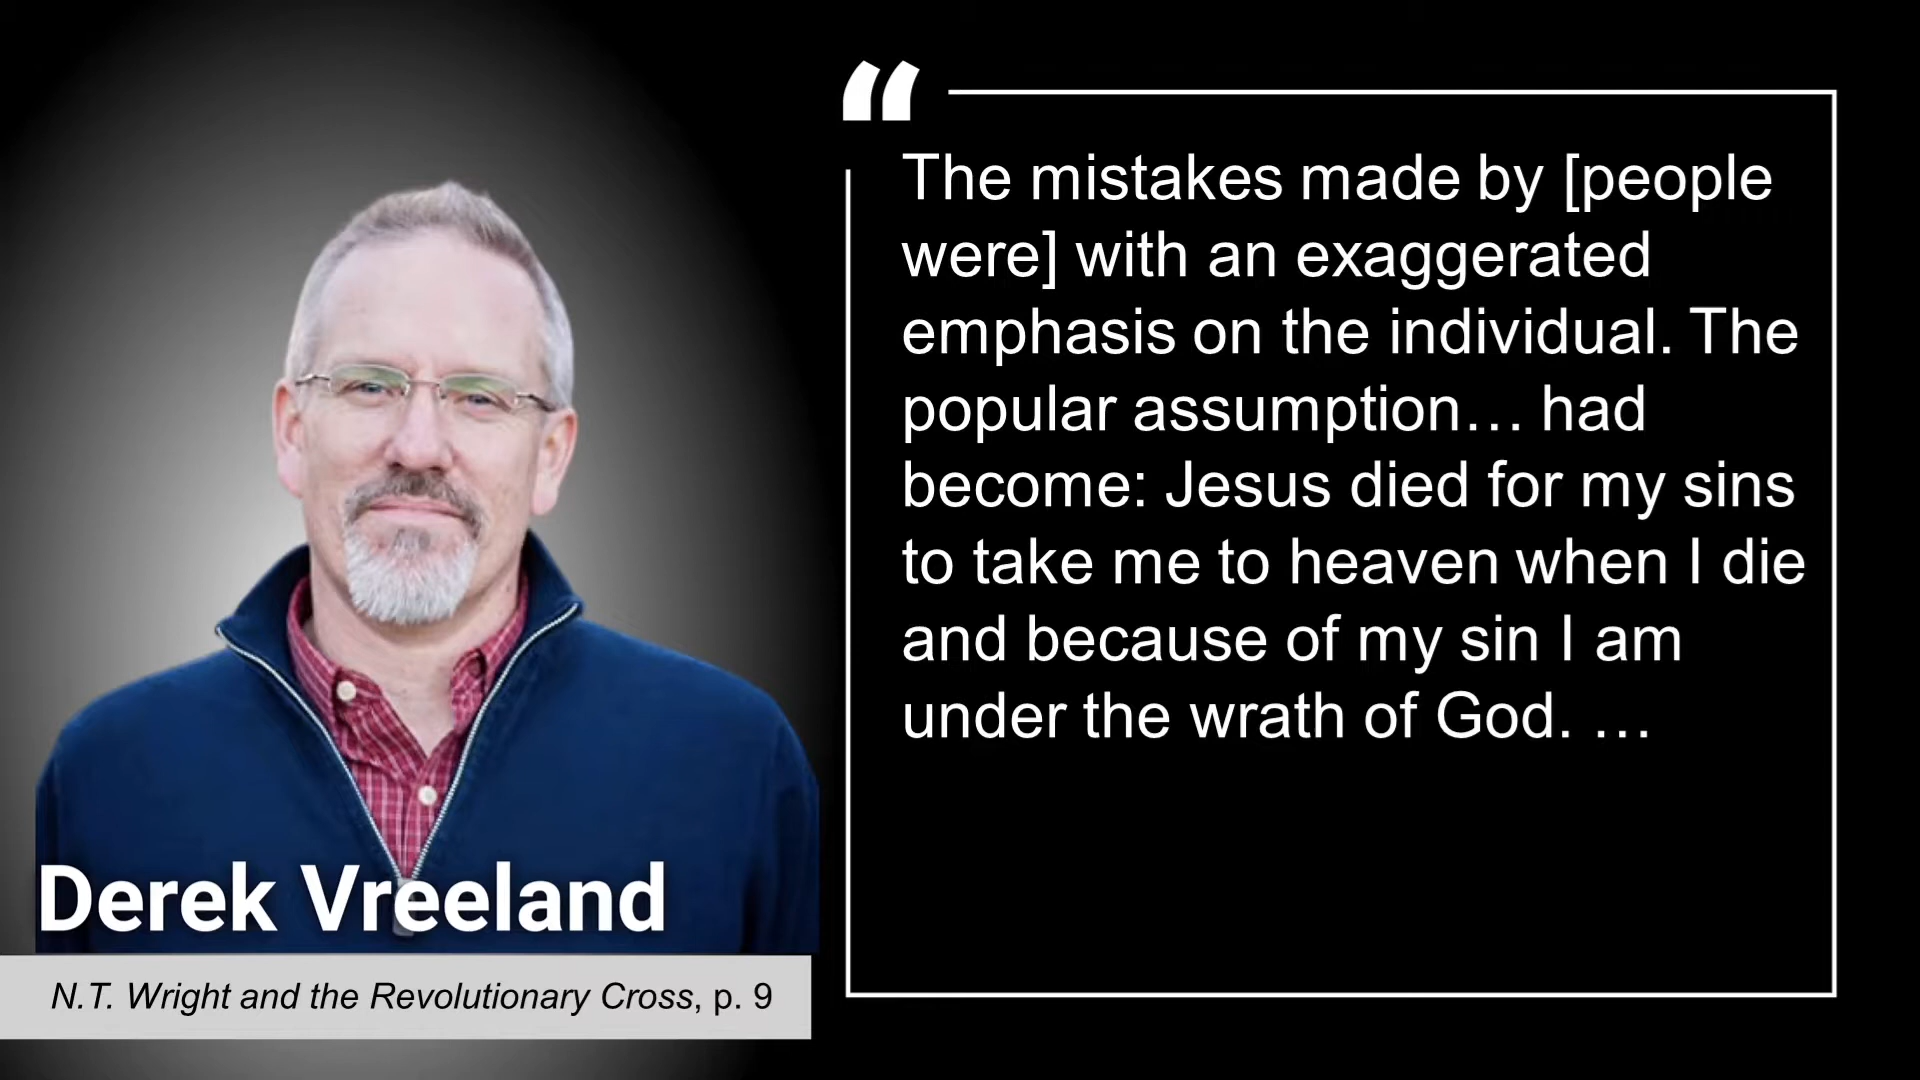 “
The mistakes made by [people
were] with an exaggerated
emphasis on the individual. The
popular assumption… had
become: Jesus died for my sins
to take me to heaven when I die
and because of my sin I am
under the wrath of God. …
Derek Vreeland
N.T. Wright and the Revolutionary Cross, p. 9